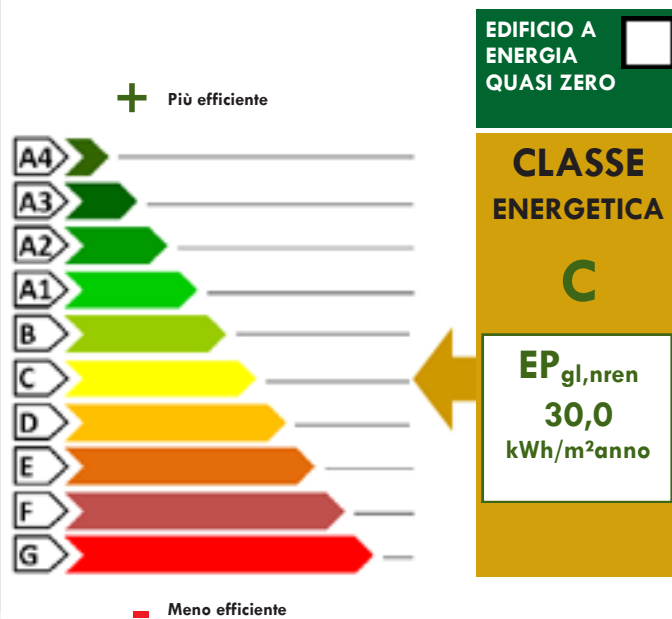 EDIFICIO A
ENERGIA
QUASI ZERO
+ Più efficiente
A4
A3
A2
A1
B
C
D
E
F
G
- Meno efficiente
CLASSE
ENERGETICA
C
EPgl,nren
30,0
kWh/m²anno